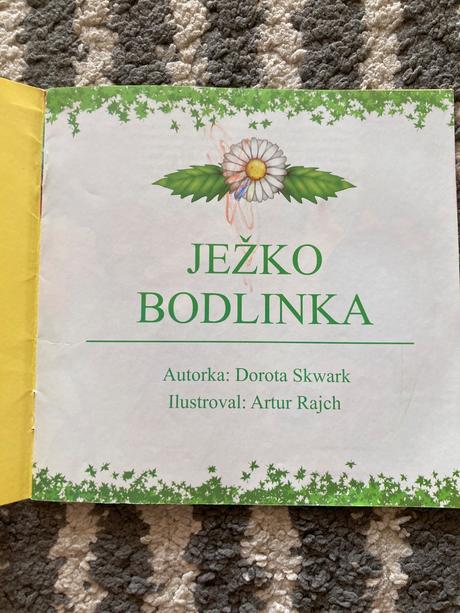 JEŽKO
BODLINKA
Autorka: Dorota Skwark
Ilustroval: Artur Rajch